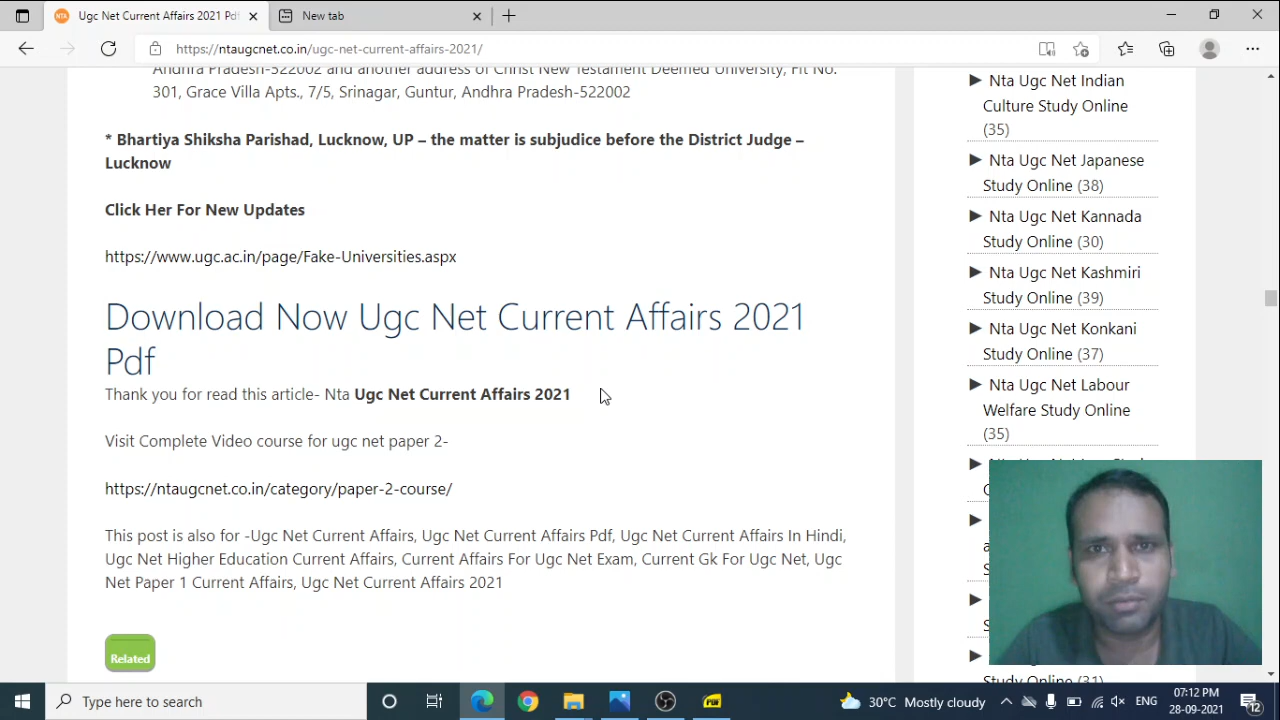 NTA
Ugc Net Current Affairs 2021 Pdf
New tab
https://ntaugcnet.co.in/ugc-net-current-affairs-2021/
Andhra Pradesh-522002 and another address of Christ New Testament Deemed University, Flt No.
301, Grace Villa Apts., 7/5, Srinagar, Guntur, Andhra Pradesh-522002
* Bhartiya Shiksha Parishad, Lucknow, UP – the matter is subjudice before the District Judge –
Lucknow
Click Her For New Updates
https://www.ugc.ac.in/page/Fake-Universities.aspx
Download Now Ugc Net Current Affairs 2021
Pdf
Thank you for read this article- Nta Ugc Net Current Affairs 2021
Visit Complete Video course for ugc net paper 2-
https://ntaugcnet.co.in/category/paper-2-course/
This post is also for -Ugc Net Current Affairs, Ugc Net Current Affairs Pdf, Ugc Net Current Affairs In Hindi,
Ugc Net Higher Education Current Affairs, Current Affairs For Ugc Net Exam, Current Gk For Ugc Net, Ugc
Net Paper 1 Current Affairs, Ugc Net Current Affairs 2021
Related
Nta Ugc Net Indian
Culture Study Online
(35)
Nta Ugc Net Japanese
Study Online (38)
Nta Ugc Net Kannada
Study Online (30)
Nta Ugc Net Kashmiri
Study Online (39)
Nta Ugc Net Konkani
Study Online (37)
Nta Ugc Net Labour
Welfare Study Online
(35)
Study Online (31)
Type here to search
30°C Mostly cloudy
ENG
07:12 PM
28-09-2021
12